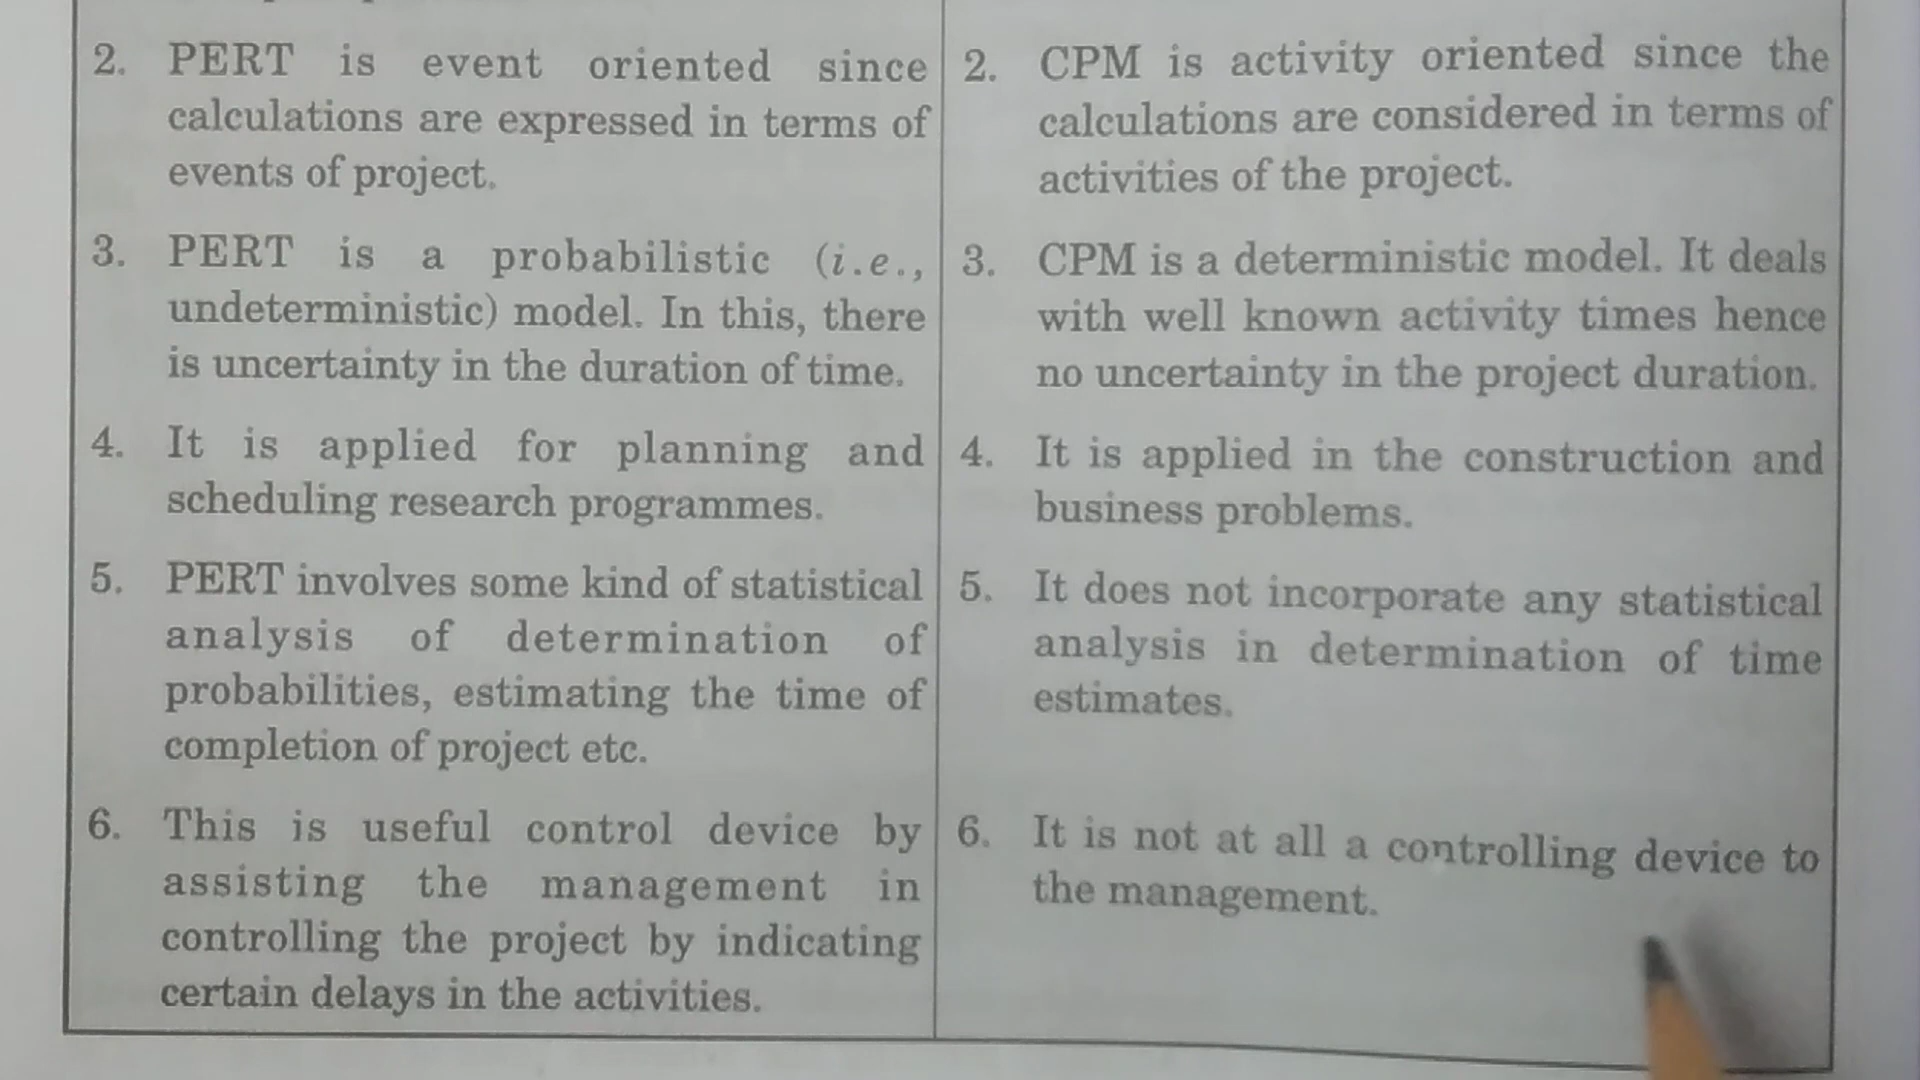 2. PERT is event oriented since
calculations are expressed in terms of
events of project.
3. PERT is a probabilistic (i.e.,
undeterministic) model. In this, there
is uncertainty in the duration of time.
4. It is applied for planning and
scheduling research programmes.
5. PERT involves some kind of statistical
analysis of determination of
probabilities, estimating the time of
completion of project etc.
6. This is useful control device by
assisting the management in
controlling the project by indicating
certain delays in the activities.
2. CPM is activity oriented since the
calculations are considered in terms of
activities of the project.
3. CPM is a deterministic model. It deals
with well known activity times hence
no uncertainty in the project duration.
4. It is applied in the construction and
business problems.
5. It does not incorporate any statistical
analysis in determination of time
estimates.
6. It is not at all a controlling device to
the management.